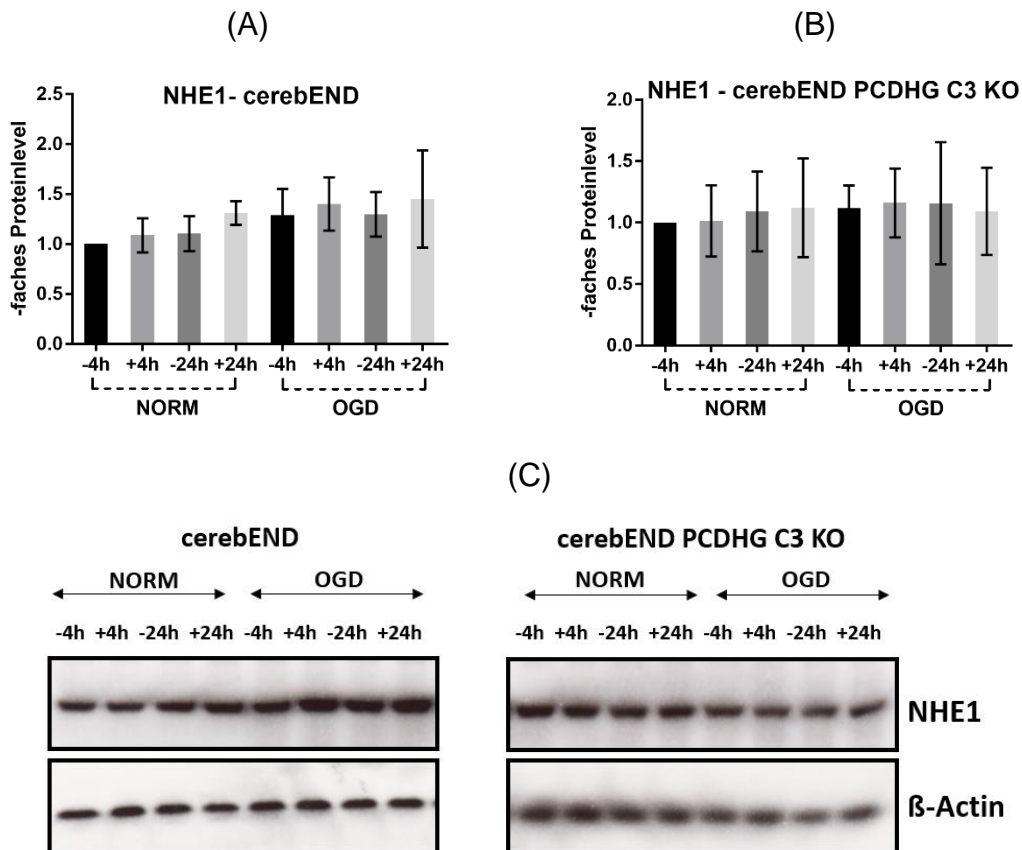 (A)
NHE1- cerebEND
-faches Proteinlevel
2.5
2.0
1.5
1.0
0.5
0.0
-4h +4h -24h +24h -4h +4h -24h +24h
NORM OGD
(B)
NHE1 - cerebEND PCDHG C3 KO
-faches Proteinlevel
2.0
1.5
1.0
0.5
0.0
-4h +4h -24h +24h -4h +4h -24h +24h
NORM OGD
(C)
cerebEND
NORM OGD
-4h +4h -24h +24h -4h +4h -24h +24h
cerebEND PCDHG C3 KO
NORM OGD
-4h +4h -24h +24h -4h +4h -24h +24h
NHE1
ß-Actin